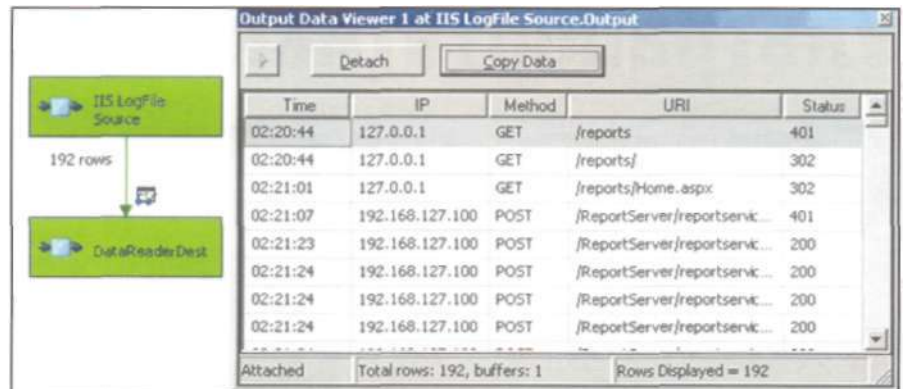 Output Data Viewer 1 at IIS LogFile Source.Output
Detach
Copy Data
IIS LogFile
Source
192 rows
DataReaderDest
Time IP Method URI Status
02:20:44 127.0.0.1 GET /reports 401
02:20:44 127.0.0.1 GET /reports/ 302
02:21:01 127.0.0.1 GET /reports/Home.aspx 302
02:21:07 192.168.127.100 POST /ReportServer/reportservic... 401
02:21:23 192.168.127.100 POST /ReportServer/reportservic... 200
02:21:24 192.168.127.100 POST /ReportServer/reportservic... 200
02:21:24 192.168.127.100 POST /ReportServer/reportservic... 200
02:21:24 192.168.127.100 POST /ReportServer/reportservic... 200
Attached Total rows: 192, buffers: 1 Rows Displayed = 192